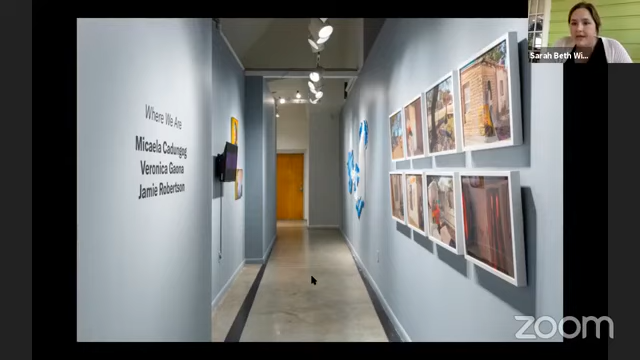 Where We Are
Micaela Cadungog
Veronica Gaona
Jamie Robertson
Sarah Beth Wi...
zoom